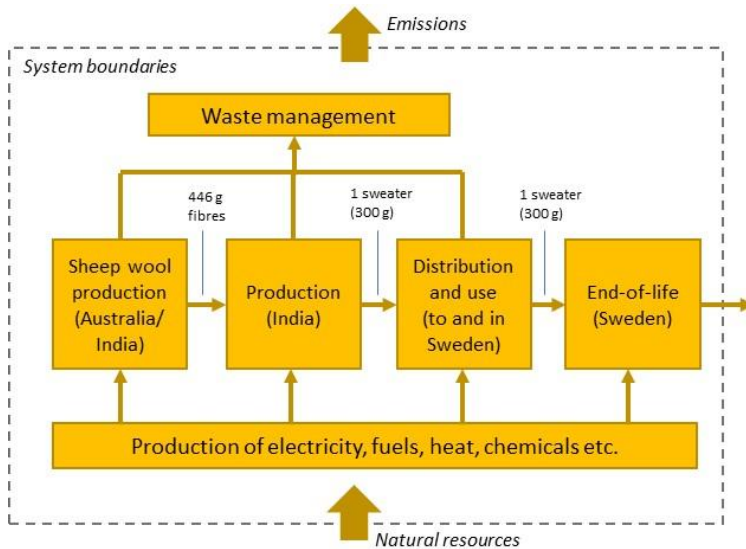 Emissions
System boundaries
Waste management
446 g
fibres
1 sweater
(300 g)
1 sweater
(300 g)
Sheep wool
production
(Australia/
India)
Production
(India)
Distribution
and use
(to and in
Sweden)
End-of-life
(Sweden)
Production of electricity, fuels, heat, chemicals etc.
Natural resources